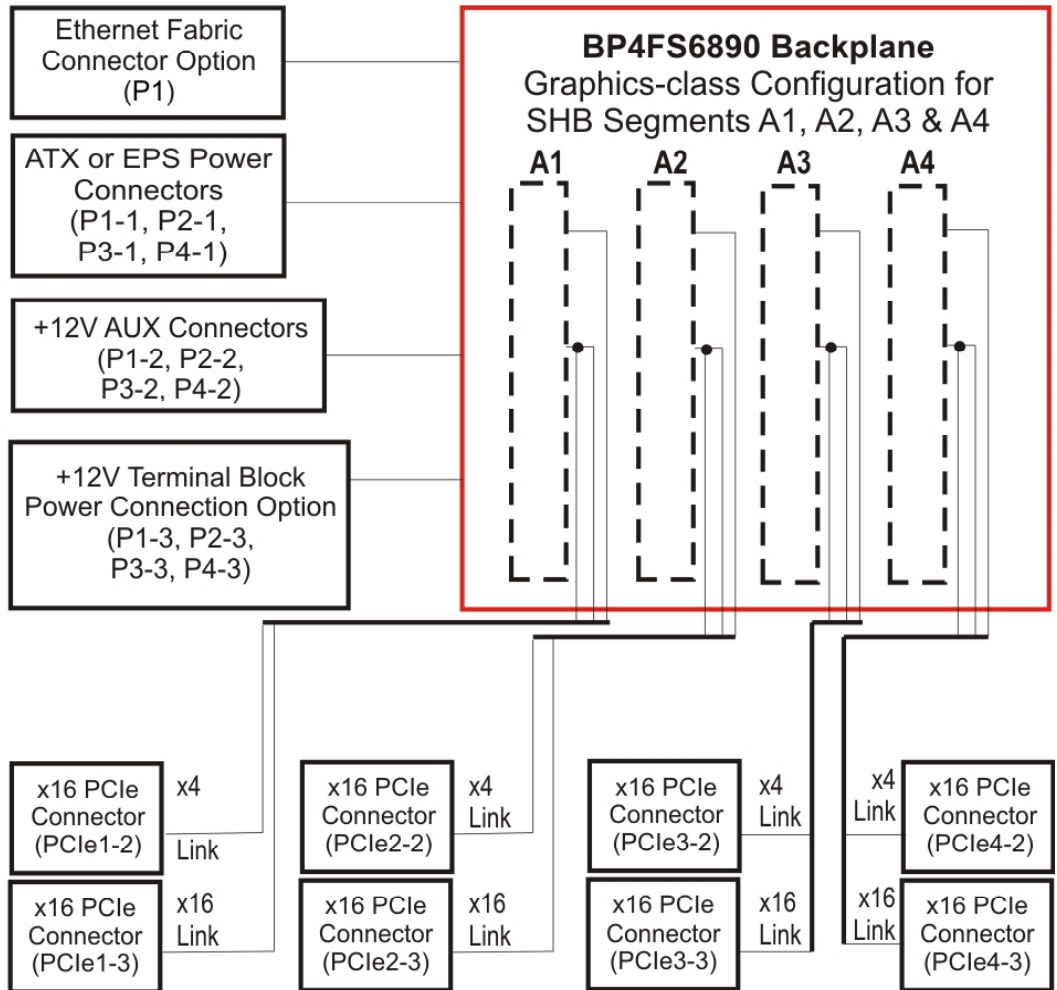 Ethernet Fabric
Connector Option
(P1)
ATX or EPS Power
Connectors
(P1-1, P2-1,
P3-1, P4-1)
+12V AUX Connectors
(P1-2, P2-2,
P3-2, P4-2)
+12V Terminal Block
Power Connection Option
(P1-3, P2-3,
P3-3, P4-3)
BP4FS6890 Backplane
Graphics-class Configuration for
SHB Segments A1, A2, A3 & A4
A1
A2
A3
A4
x16 PCIe
Connector
(PCIe1-2)
x4
Link
x16 PCIe
Connector
(PCIe2-2)
x4
Link
x16 PCIe
Connector
(PCIe3-2)
x4
Link
x4
Link
x16 PCIe
Connector
(PCIe4-2)
x16 PCIe
Connector
(PCIe1-3)
x16
Link
x16 PCIe
Connector
(PCIe2-3)
x16
Link
x16 PCIe
Connector
(PCIe3-3)
x16
Link
x16
Link
x16 PCIe
Connector
(PCIe4-3)